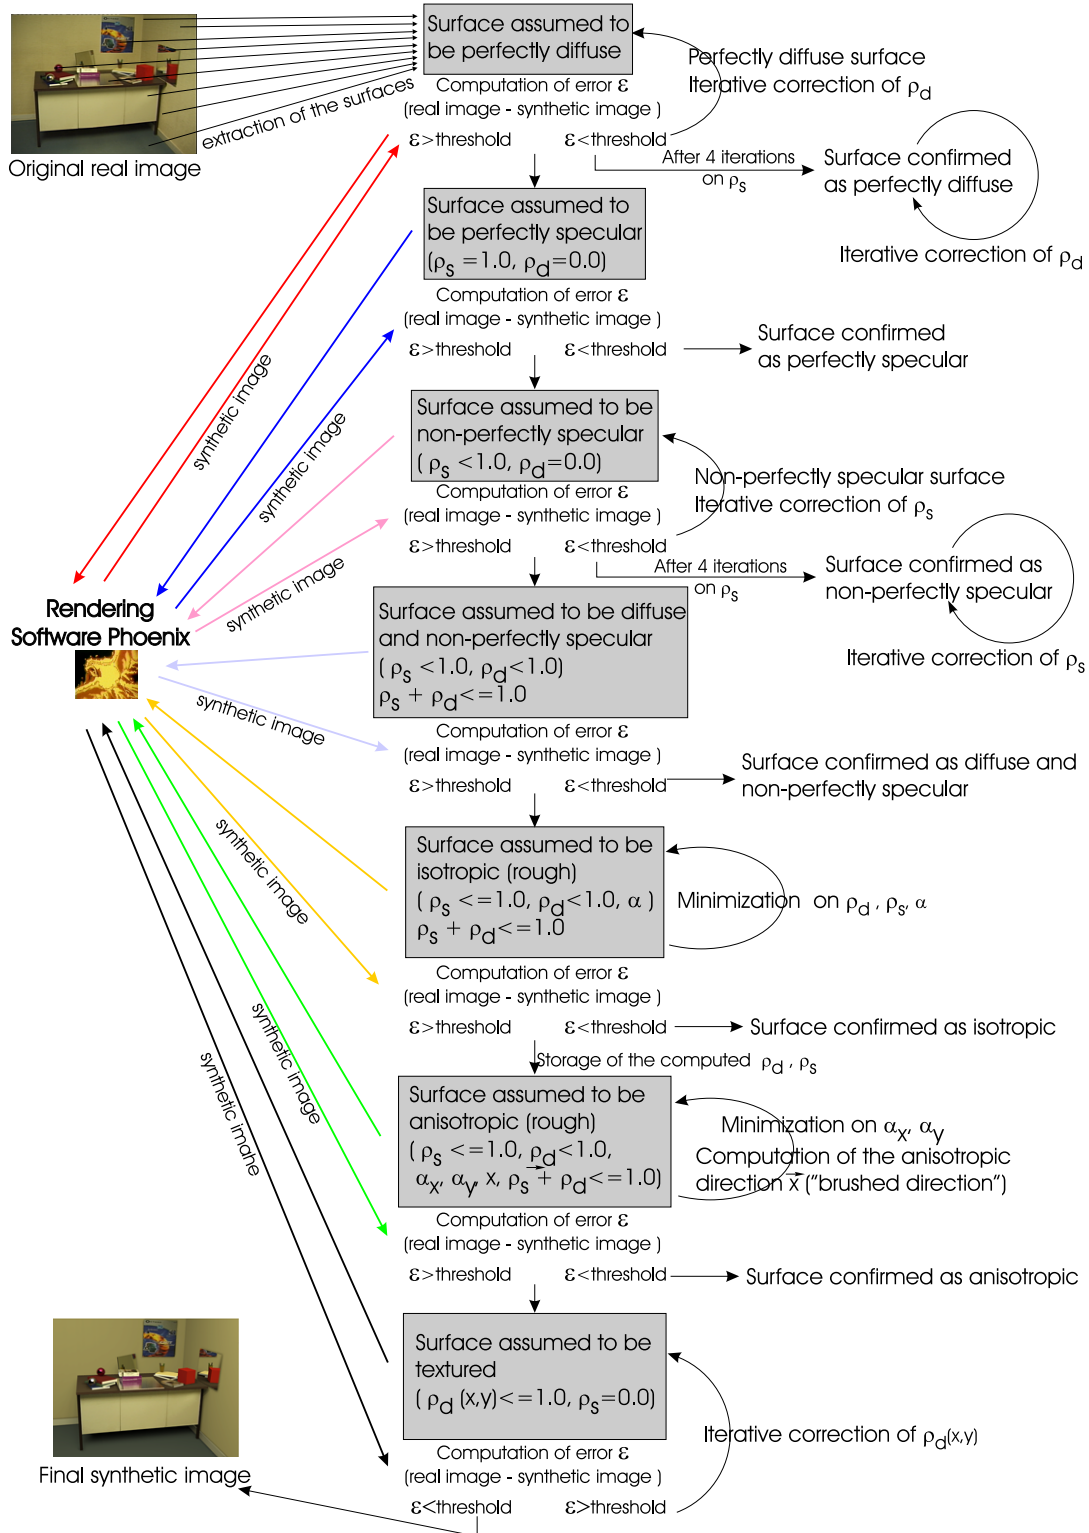 Surface assumed to
be perfectly diffuse
Perfectly diffuse surface
Iterative correction of ρd
Computation of error ε
(real image - synthetic image)
extraction of the surfaces
ε>threshold ε<threshold
Original real image
After 4 iterations
on ρs
Surface confirmed
as perfectly diffuse
Iterative correction of ρd
Surface assumed to
be perfectly specular
(ρs =1.0, ρd=0.0)
Computation of error ε
(real image - synthetic image )
ε>threshold ε<threshold
Surface confirmed
as perfectly specular
synthetic image
synthetic image
Surface assumed to be
non-perfectly specular
( ρs <1.0, ρd=0.0)
Computation of error ε
(real image - synthetic image )
ε>threshold ε<threshold
Non-perfectly specular surface
Iterative correction of ρs
After 4 iterations
on ρs
Surface confirmed as
non-perfectly specular
Iterative correction of ρs
synthetic image
Rendering
Software Phoenix
Surface assumed to be diffuse
and non-perfectly specular
( ρs <1.0, ρd<1.0)
ρs + ρd<=1.0
synthetic image
Computation of error ε
(real image - synthetic image )
ε>threshold ε<threshold
Surface confirmed as diffuse and
non-perfectly specular
synthetic image
Surface assumed to be
isotropic (rough)
( ρs <=1.0, ρd<1.0, α )
ρs + ρd<=1.0
Minimization on ρd , ρs, α
Computation of error ε
(real image - synthetic image )
ε>threshold ε<threshold
Surface confirmed as isotropic
Storage of the computed ρd , ρs
synthetic image
synthetic imahe
Surface assumed to be
anisotropic (rough)
( ρs <=1.0, ρd<1.0,
αx, αy, x, ρs + ρd<=1.0)
Minimization on αx, αy
Computation of the anisotropic
direction x ("brushed direction")
Computation of error ε
(real image - synthetic image )
ε>threshold ε<threshold
Surface confirmed as anisotropic
Surface assumed to be
textured
( ρd (x,y)<=1.0, ρs=0.0)
Iterative correction of ρd(x,y)
Computation of error ε
(real image - synthetic image )
ε<threshold ε>threshold
Final synthetic image